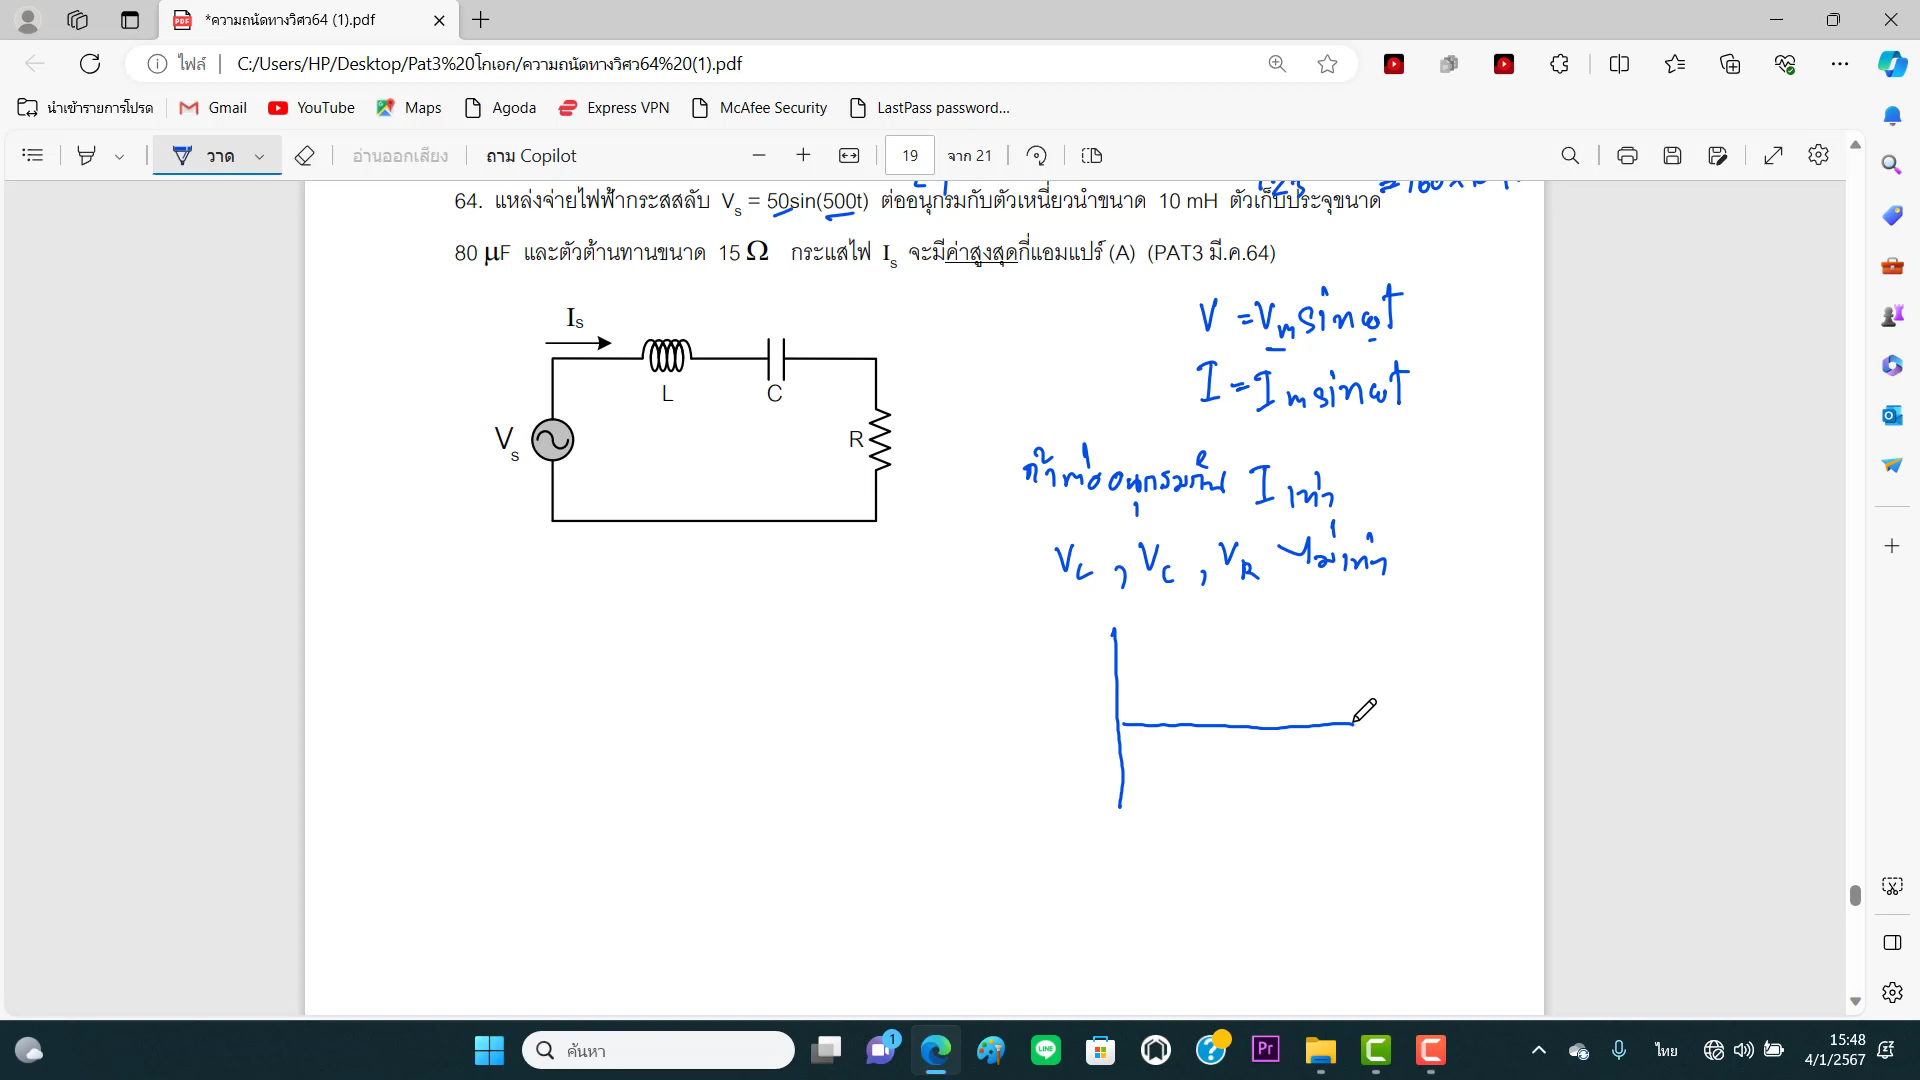 *ความถนัดทางวิศว64 (1).pdf
ไฟล์ C:/Users/HP/Desktop/Pat3%20โกเอก/ความถนัดทางวิศว64%20(1).pdf
นำเข้ารายการโปรด Gmail YouTube Maps Agoda Express VPN McAfee Security LastPass password...
วาด อ่านออกเสียง ถาม Copilot 19 จาก 21
64. แหล่งจ่ายไฟฟ้ากระสสลับ Vs = 50sin(500t) ต่ออนุกรมกับตัวเหนี่ยวนำขนาด 10 mH ตัวเก็บประจุขนาด
80 μF และตัวต้านทานขนาด 15 Ω กระแสไฟ Is จะมีค่าสูงสุดกี่แอมแปร์ (A) (PAT3 มี.ค.64)
V = Vm sin ωt
Is
I = Im sin ωt
L C
Vs R
ถ้าต่ออนุกรมกัน I เท่า
VL , VC , VR ไม่เท่า
ค้นหา
1
Pr
LINE
ไทย
15:48
4/1/2567